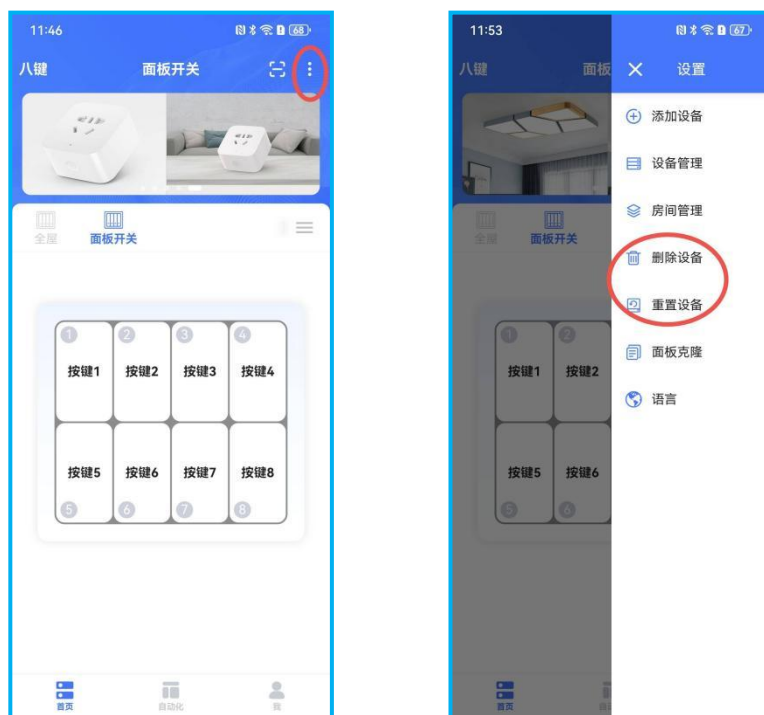 11:46
68
八键
面板开关
全屋
面板开关
1
2
3
4
按键1
按键2
按键3
按键4
按键5
按键6
按键7
按键8
5
6
7
8
首页
自动化
我
11:53
67
八键
面板
设置
添加设备
设备管理
房间管理
删除设备
重置设备
面板克隆
语言
全屋
面板开关
1
2
按键1
按键2
按键5
按键6
5
6
首页